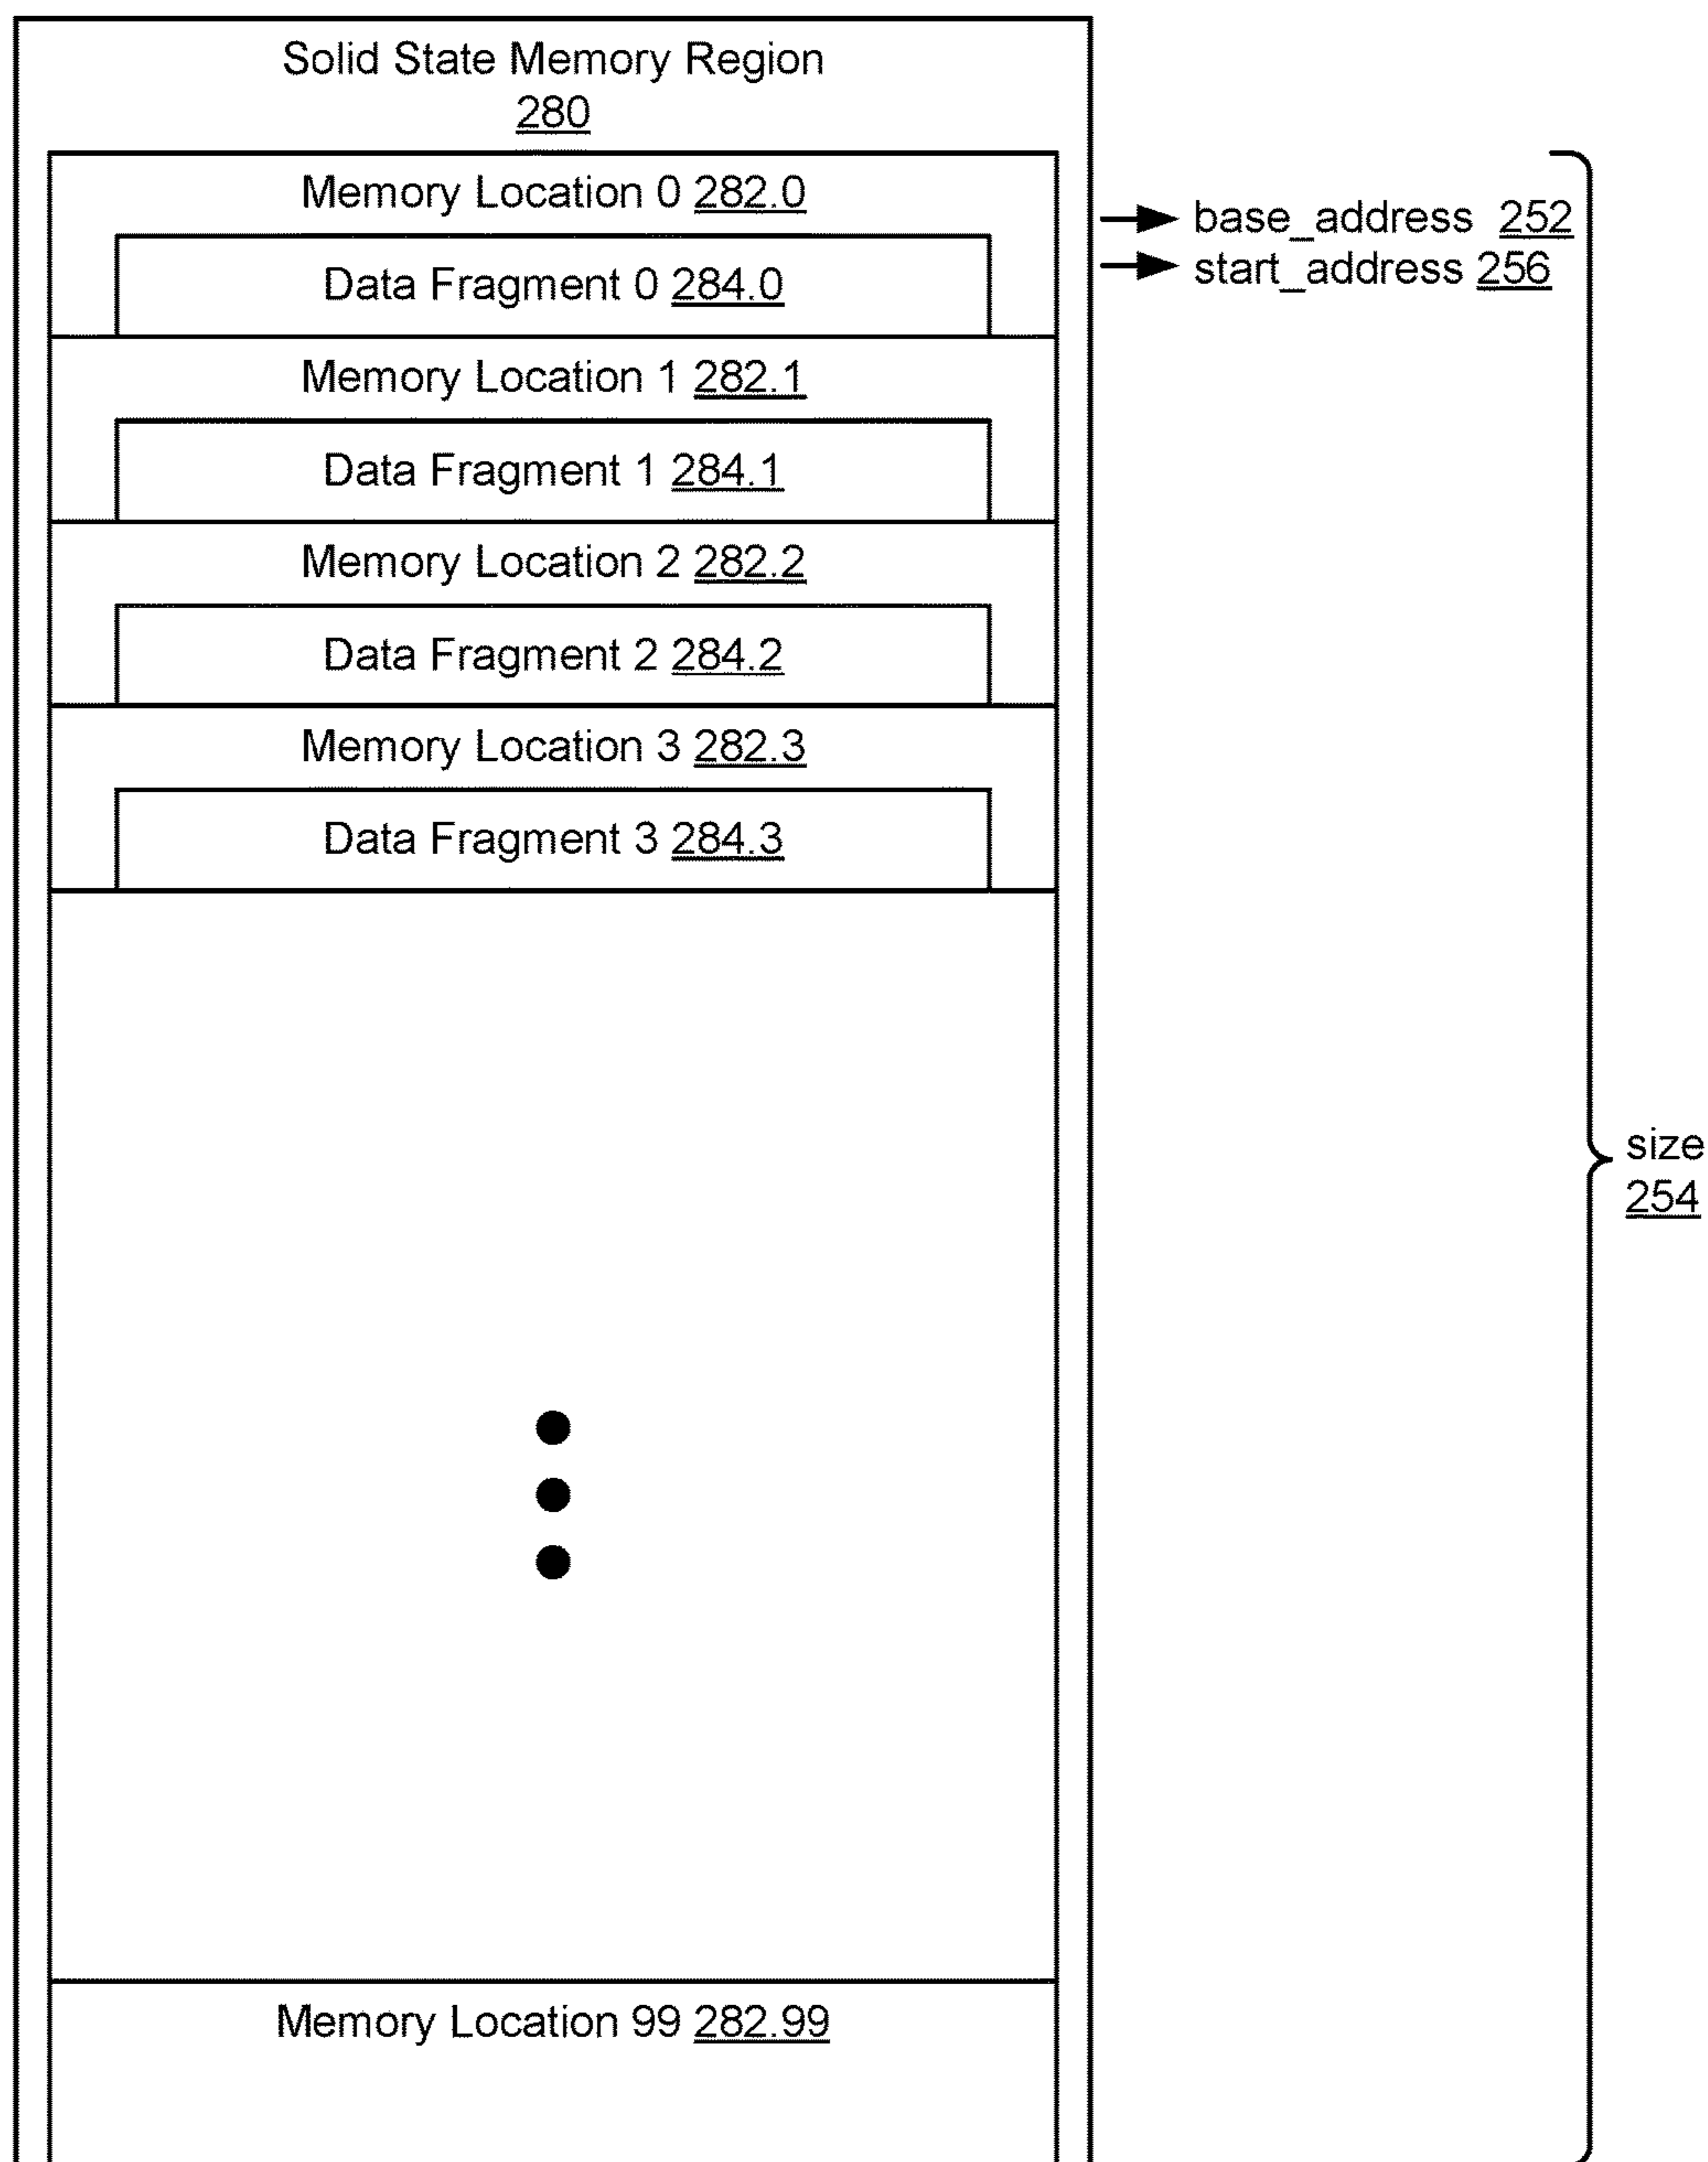 Solid State Memory Region
280
Memory Location 0 282.0
base_address 252
Data Fragment 0 284.0
start_address 256
Memory Location 1 282.1
Data Fragment 1 284.1
Memory Location 2 282.2
Data Fragment 2 284.2
Memory Location 3 282.3
Data Fragment 3 284.3
size
254
Memory Location 99 282.99